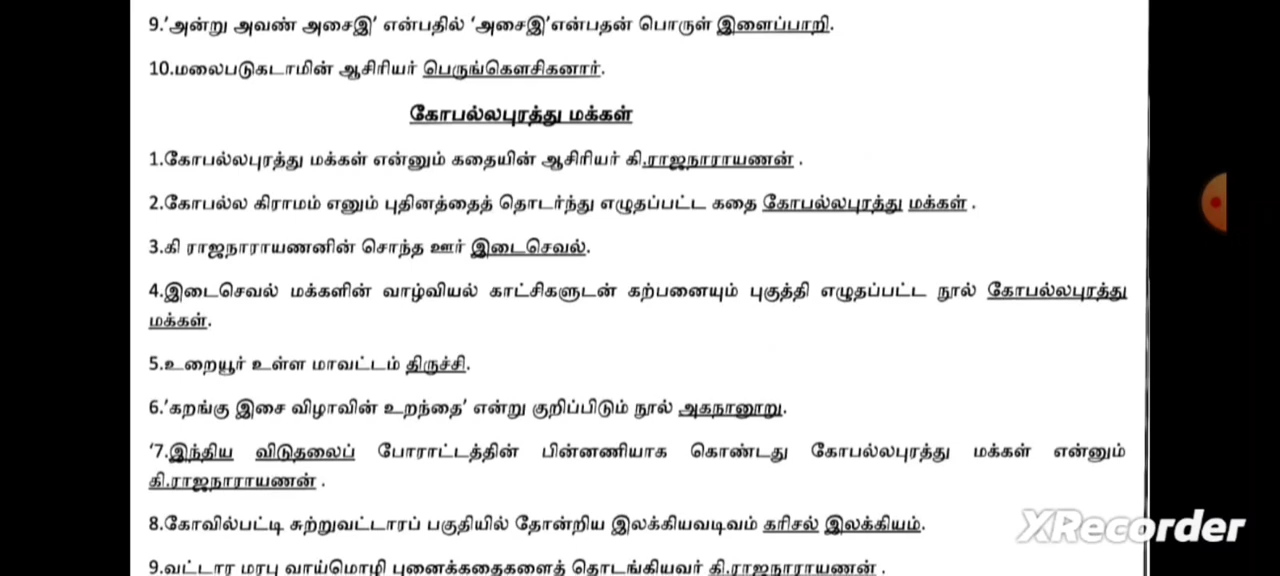 9.’அன்று அவண் அசைஇ’ என்பதில் ‘அசைஇ’என்பதன் பொருள் இளைப்பாறி.
10.மலைபடுகடாமின் ஆசிரியர் பெருங்கௌசிகனார்.
கோபல்லபுரத்து மக்கள்
1.கோபல்லபுரத்து மக்கள் என்னும் கதையின் ஆசிரியர் கி.ராஜநாராயணன் .
2.கோபல்ல கிராமம் எனும் புதினத்தைத் தொடர்ந்து எழுதப்பட்ட கதை கோபல்லபுரத்து மக்கள் .
3.கி ராஜநாராயணனின் சொந்த ஊர் இடைசெவல்.
4.இடைசெவல் மக்களின் வாழ்வியல் காட்சிகளுடன் கற்பனையும் புகுத்தி எழுதப்பட்ட நூல் கோபல்லபுரத்து
மக்கள்.
5.உறையூர் உள்ள மாவட்டம் திருச்சி.
6.’கறங்கு இசை விழாவின் உறந்தை’ என்று குறிப்பிடும் நூல் அகநானூறு.
‘7.இந்திய விடுதலைப் போராட்டத்தின் பின்னணியாக கொண்டது கோபல்லபுரத்து மக்கள் என்னும்
கி.ராஜநாராயணன் .
8.கோவில்பட்டி சுற்றுவட்டாரப் பகுதியில் தோன்றிய இலக்கியவடிவம் கரிசல் இலக்கியம்.
XRecorder
9.வட்டார மரபு வாய்மொழி புனைக்கதைகளைத் தொடங்கியவர் கி.ராஜநாராயணன் .